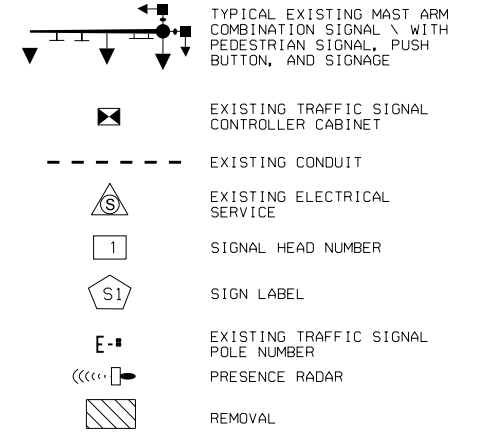 TYPICAL EXISTING MAST ARM
COMBINATION SIGNAL \ WITH
PEDESTRIAN SIGNAL, PUSH
BUTTON, AND SIGNAGE
EXISTING TRAFFIC SIGNAL
CONTROLLER CABINET
EXISTING CONDUIT
S
EXISTING ELECTRICAL
SERVICE
1
SIGNAL HEAD NUMBER
S1
SIGN LABEL
E-#
EXISTING TRAFFIC SIGNAL
POLE NUMBER
PRESENCE RADAR
REMOVAL